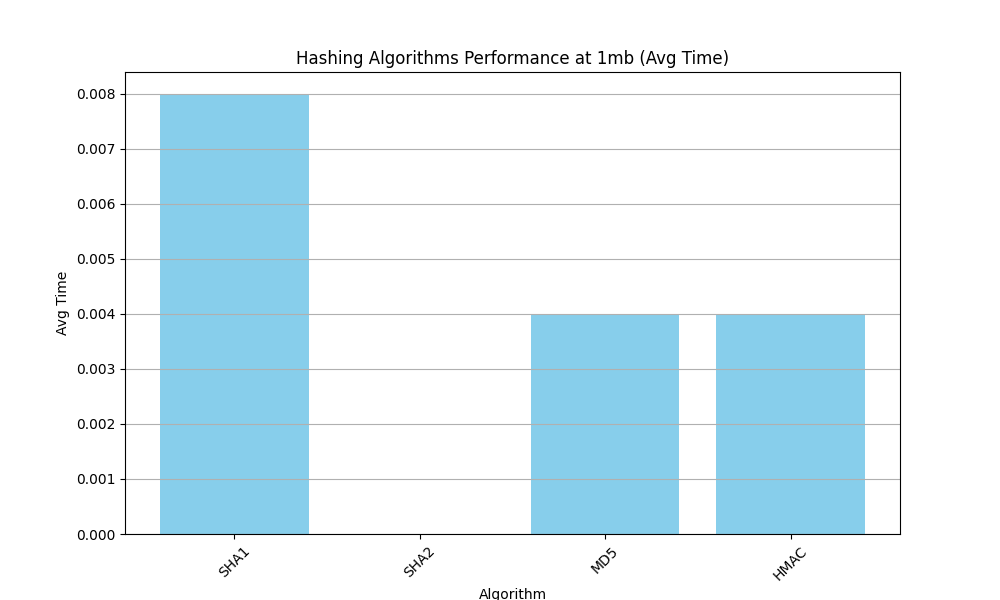 Hashing Algorithms Performance at 1mb (Avg Time)
0.008
0.007
0.006
0.005
0.004
0.003
0.002
0.001
0.000
Avg Time
SHA1
SHA2
MD5
HMAC
Algorithm